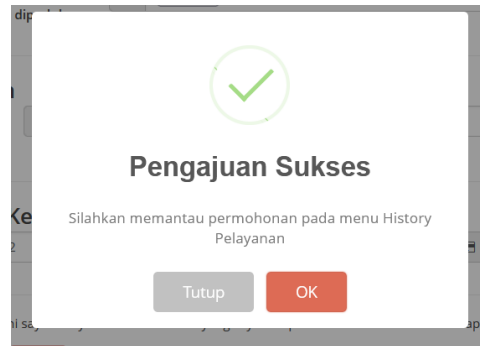 Pengajuan Sukses
Silahkan memantau permohonan pada menu History
Pelayanan
Tutup
OK